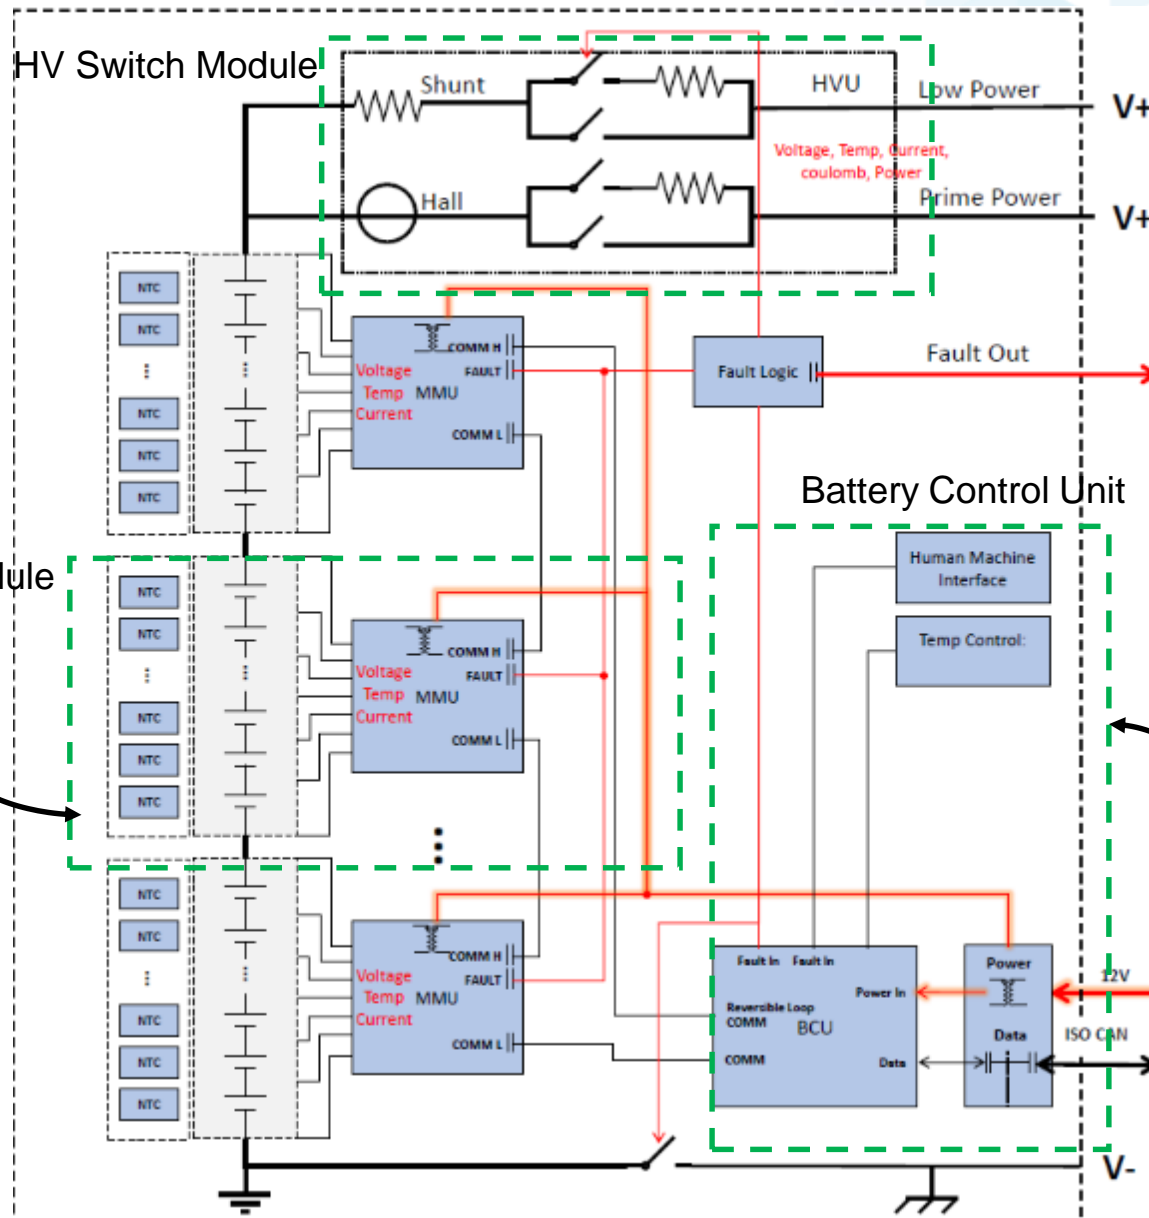 HV Switch Module
Shunt
HVU
Low Power
V+
Voltage, Temp, Current,
coulomb, Power
Hall
Prime Power
V+
NTC
NTC
...
NTC
NTC
NTC
...
COMM H
Voltage
FAULT
Temp
MMU
Current
COMM L
Fault Logic
Fault Out
Battery Control Unit
Human Machine
Interface
Temp Control:
NTC
NTC
...
NTC
NTC
NTC
...
COMM H
Voltage
FAULT
Temp
MMU
Current
COMM L
...
NTC
NTC
...
NTC
NTC
NTC
...
COMM H
Voltage
FAULT
Temp
MMU
Current
COMM L
Fault In
Fault In
Power In
Reversible Loop
COMM
BCU
COMM
Data
Power
Data
12V
ISO CAN
V-